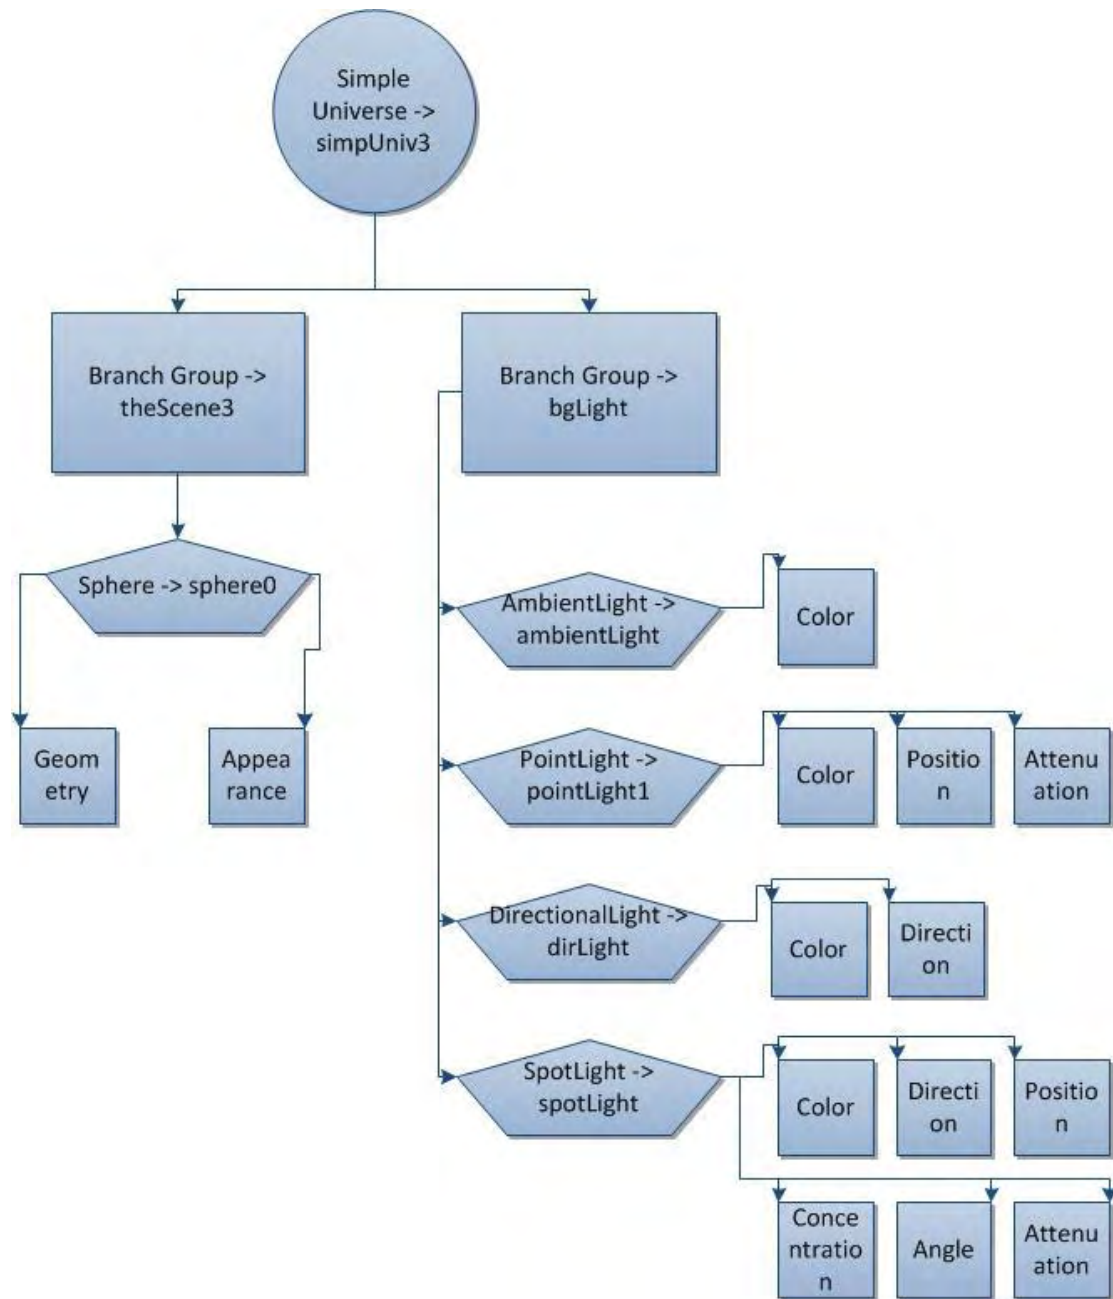 Simple
Universe ->
simpUniv3
Branch Group ->
theScene3
Branch Group ->
bgLight
Sphere -> sphere0
Geom
etry
Appea
rance
AmbientLight ->
ambientLight
Color
PointLight ->
pointLight1
Color
Positio
n
Attenu
ation
DirectionalLight ->
dirLight
Color
Directi
on
SpotLight ->
spotLight
Color
Directi
on
Positio
n
Conce
ntratio
n
Angle
Attenu
ation